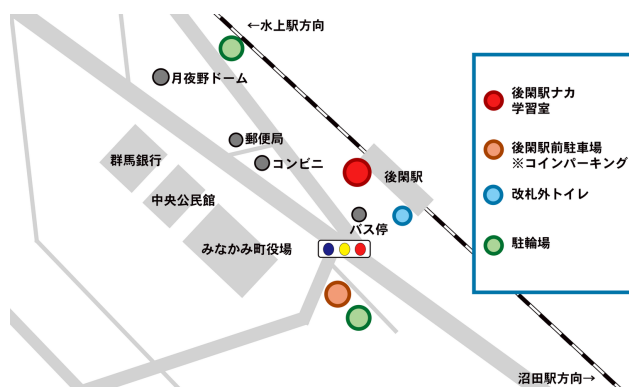 ←水上駅方向
月夜野ドーム
郵便局
コンビニ
群馬銀行
中央公民館
後閑駅
バス停
みなかみ町役場
沼田駅方向→
後閑駅ナカ
学習室
後閑駅前駐車場
※コインパーキング
改札外トイレ
駐輪場